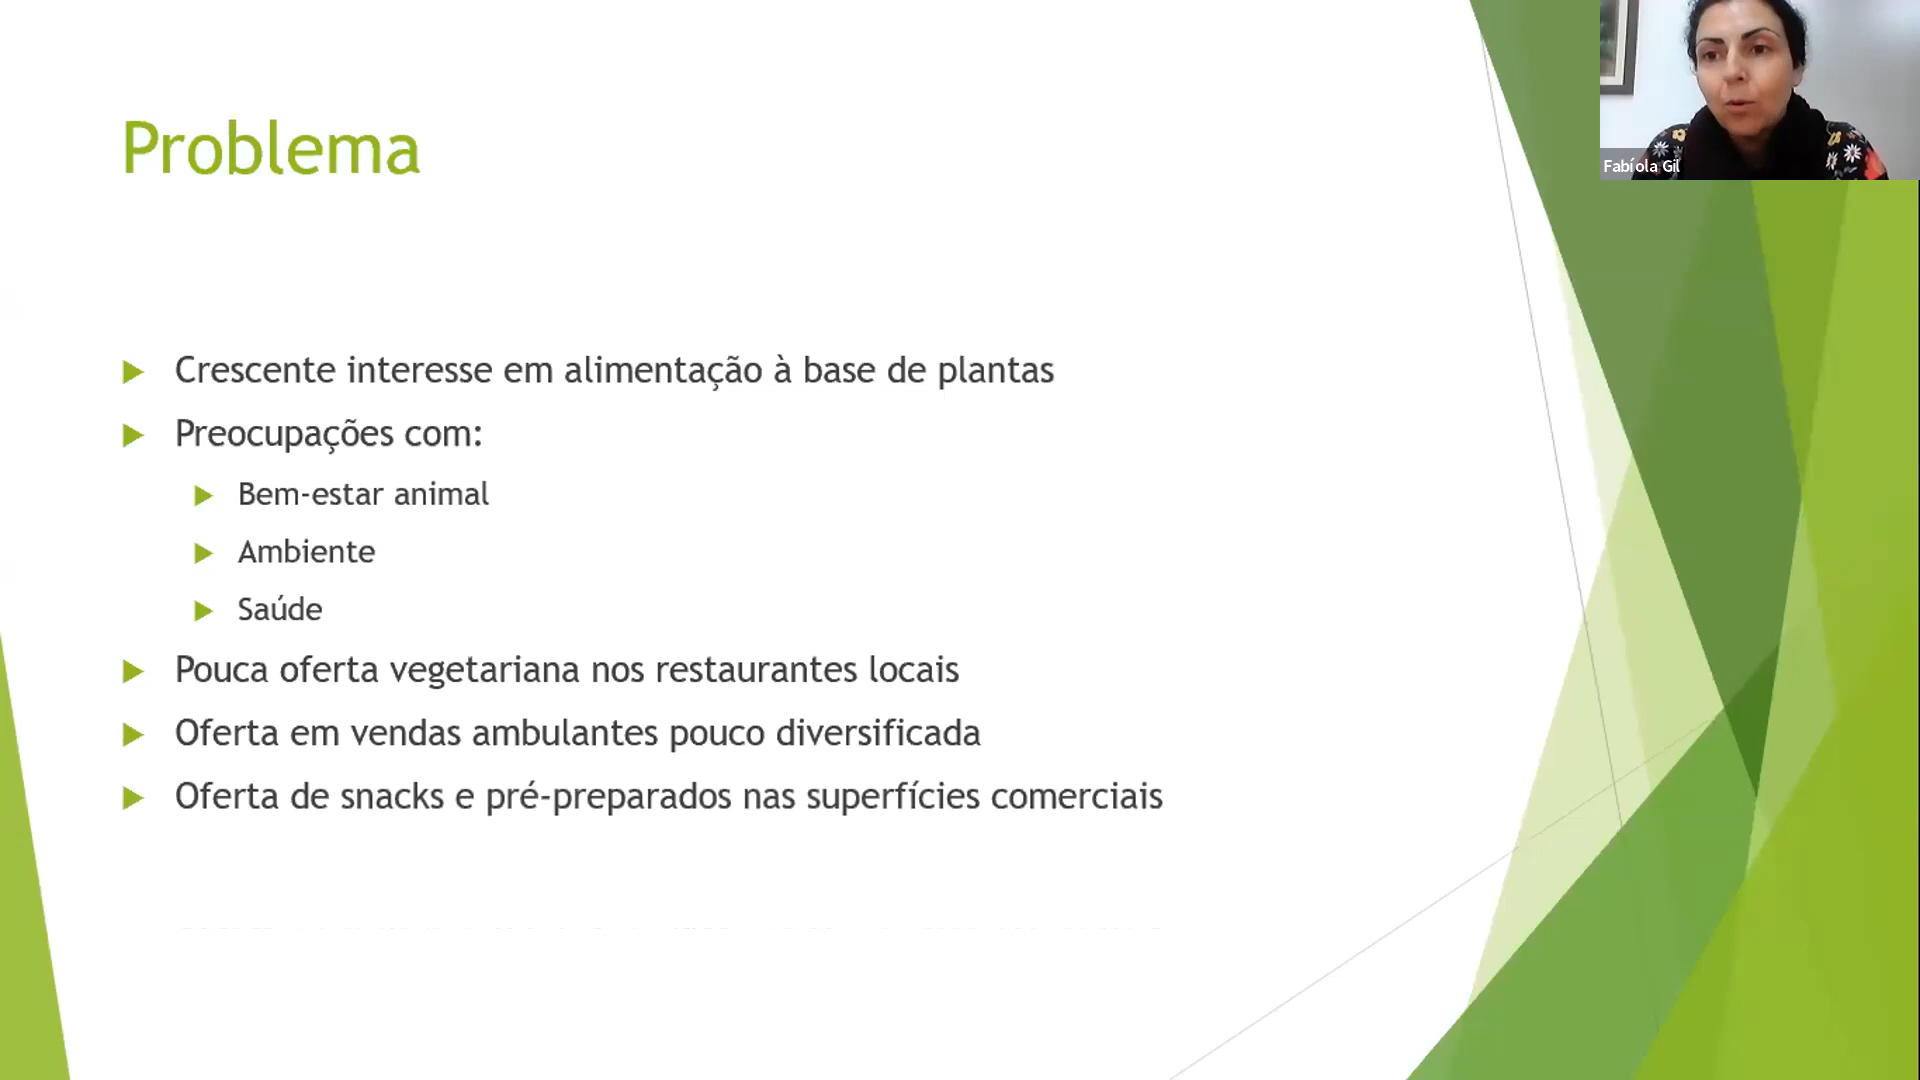 Problema
Fabíola Gil
Crescente interesse em alimentação à base de plantas
Preocupações com:
Bem-estar animal
Ambiente
Saúde
Pouca oferta vegetariana nos restaurantes locais
Oferta em vendas ambulantes pouco diversificada
Oferta de snacks e pré-preparados nas superfícies comerciais